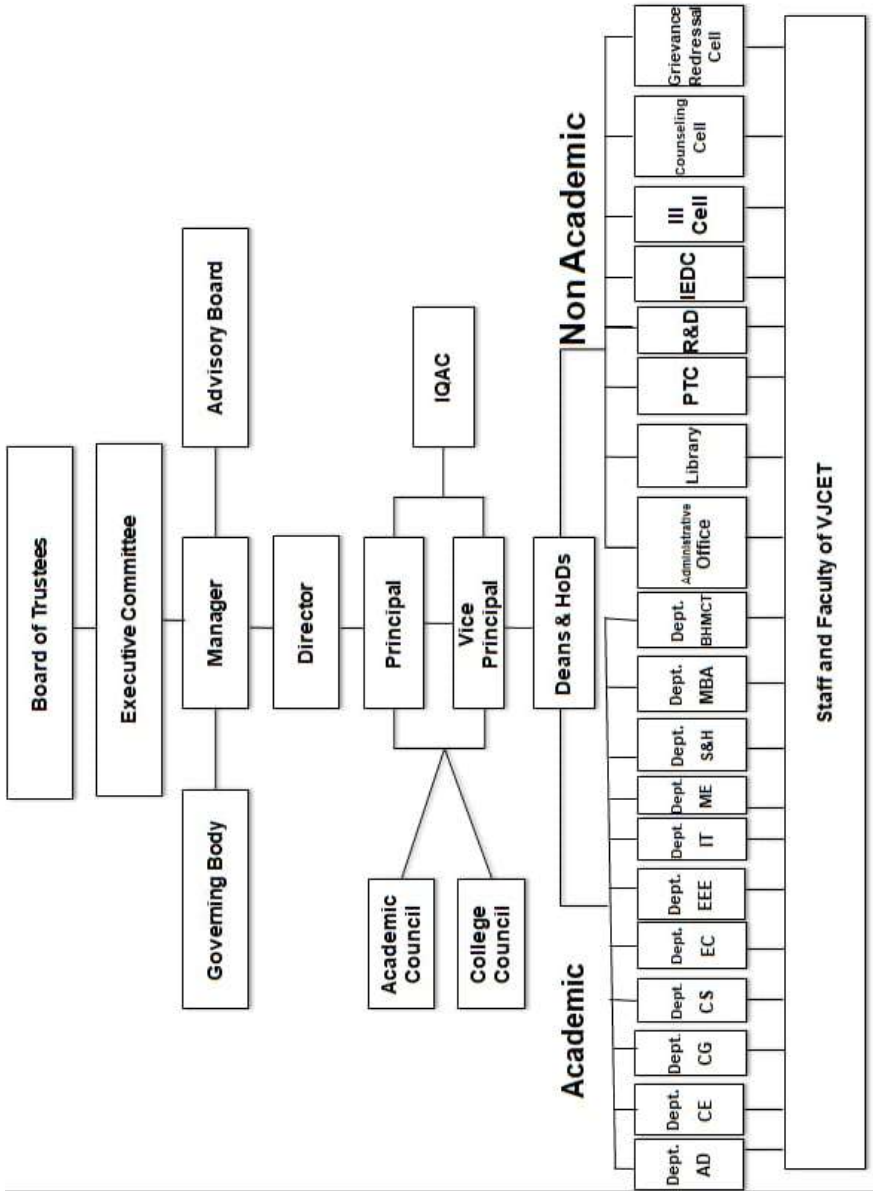 Board of Trustees
Executive Committee
Governing Body
Manager
Advisory Board
Director
Academic
Council
College
Council
Principal
Vice
Principal
IQAC
Deans & HoDs
Academic
Non Academic
Dept.
AD
Dept.
CE
Dept.
CG
Dept.
CS
Dept.
EC
Dept.
EEE
Dept.
IT
Dept.
ME
Dept.
S&H
Dept.
MBA
Dept.
BHMCT
Administrative
Office
Library
PTC
R&D
IEDC
III
Cell
Counseling
Cell
Grievance
Redressal
Cell
Staff and Faculty of VJCET